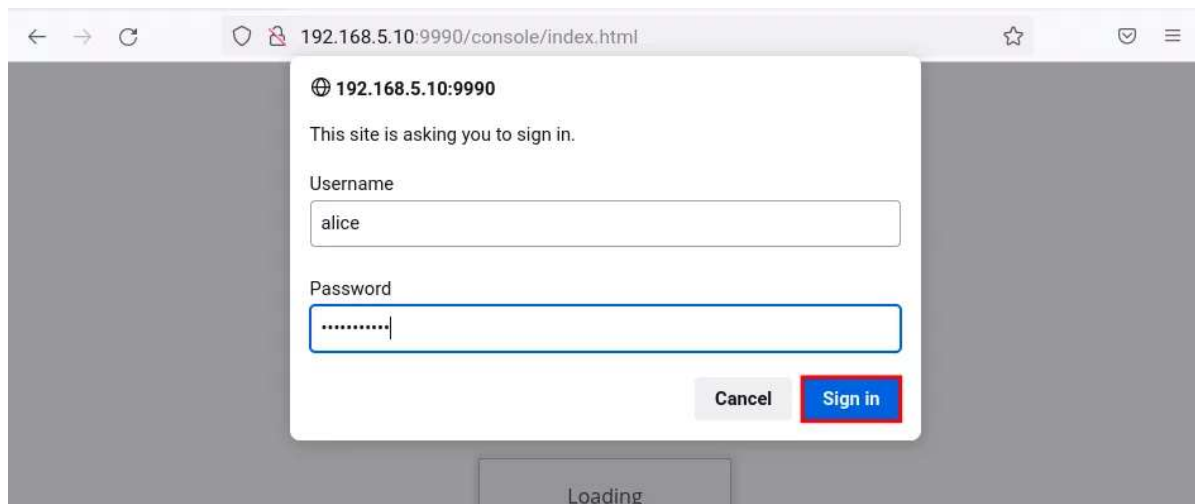 192.168.5.10:9990/console/index.html
192.168.5.10:9990
This site is asking you to sign in.
Username
alice
Password
•••••••••••
Cancel Sign in
Loading